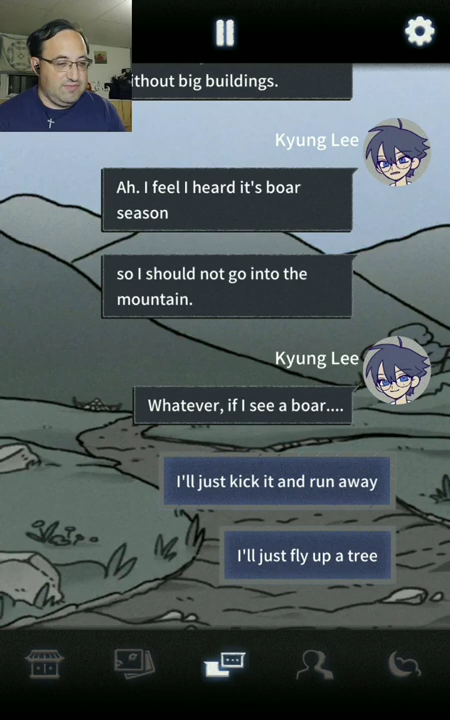 ithout big buildings.
Kyung Lee
Ah. I feel I heard it's boar
season
so I should not go into the
mountain.
Kyung Lee
Whatever, if I see a boar....
I'll just kick it and run away
I'll just fly up a tree